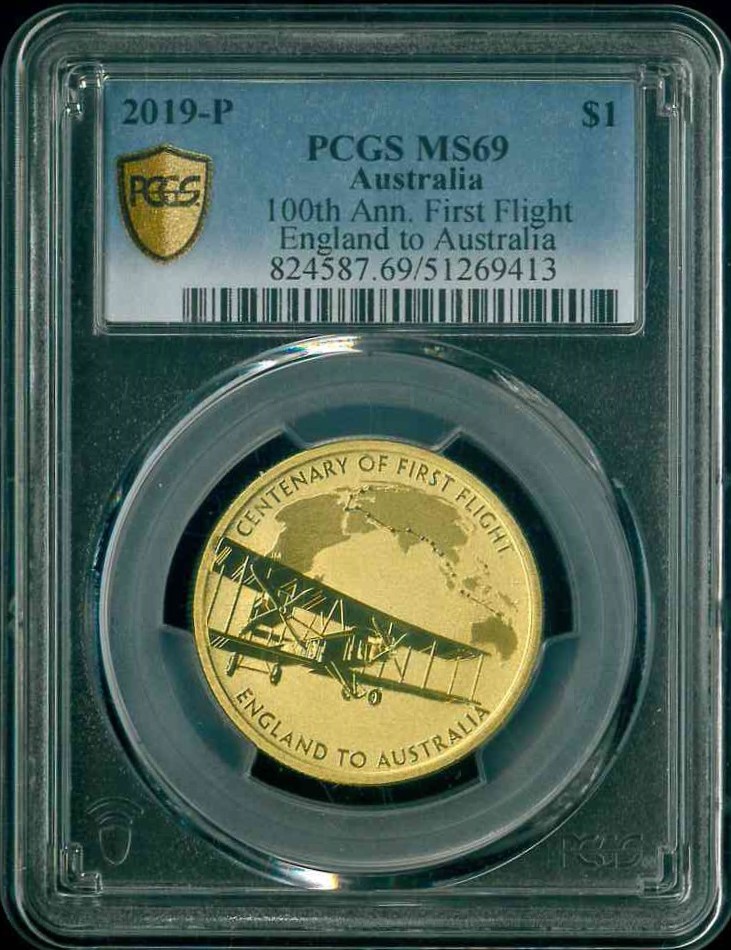 2019-P $1
PCGS MS69
Australia
PCGS
100th Ann. First Flight
England to Australia
824587.69/51269413
CENTENARY OF FIRST FLIGHT
ENGLAND TO AUSTRALIA
PCGS